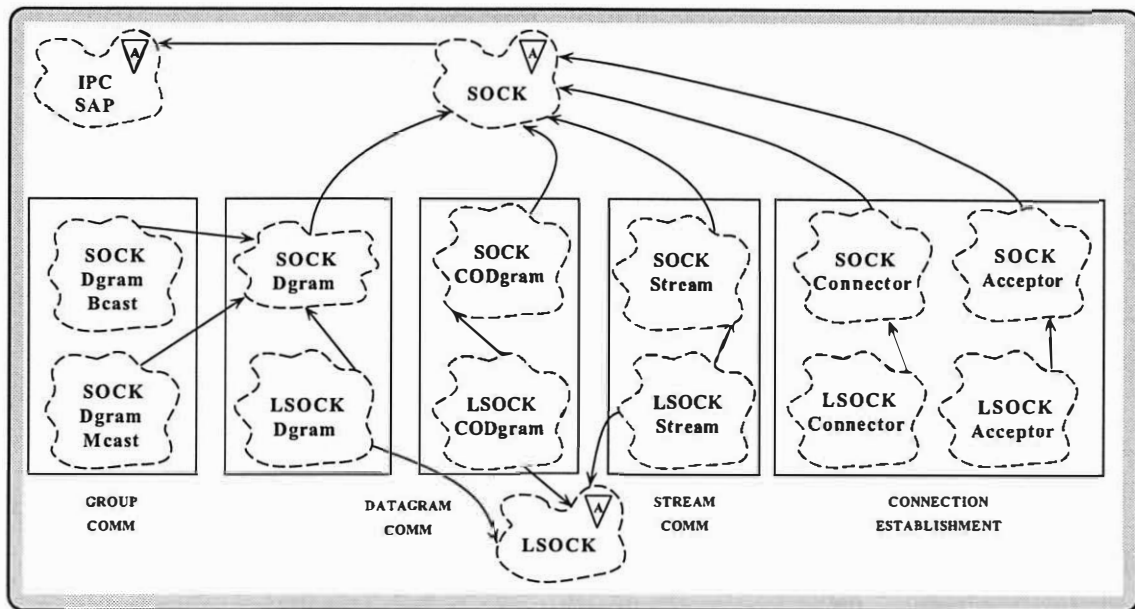 A
IPC
SAP
A
SOCK
SOCK
Dgram
Bcast
SOCK
Dgram
SOCK
CODgram
SOCK
Stream
SOCK
Connector
SOCK
Acceptor
SOCK
Dgram
Mcast
LSOCK
Dgram
LSOCK
CODgram
LSOCK
Stream
LSOCK
Connector
LSOCK
Acceptor
GROUP
COMM
DATAGRAM
COMM
STREAM
COMM
CONNECTION
ESTABLISHMENT
A
LSOCK